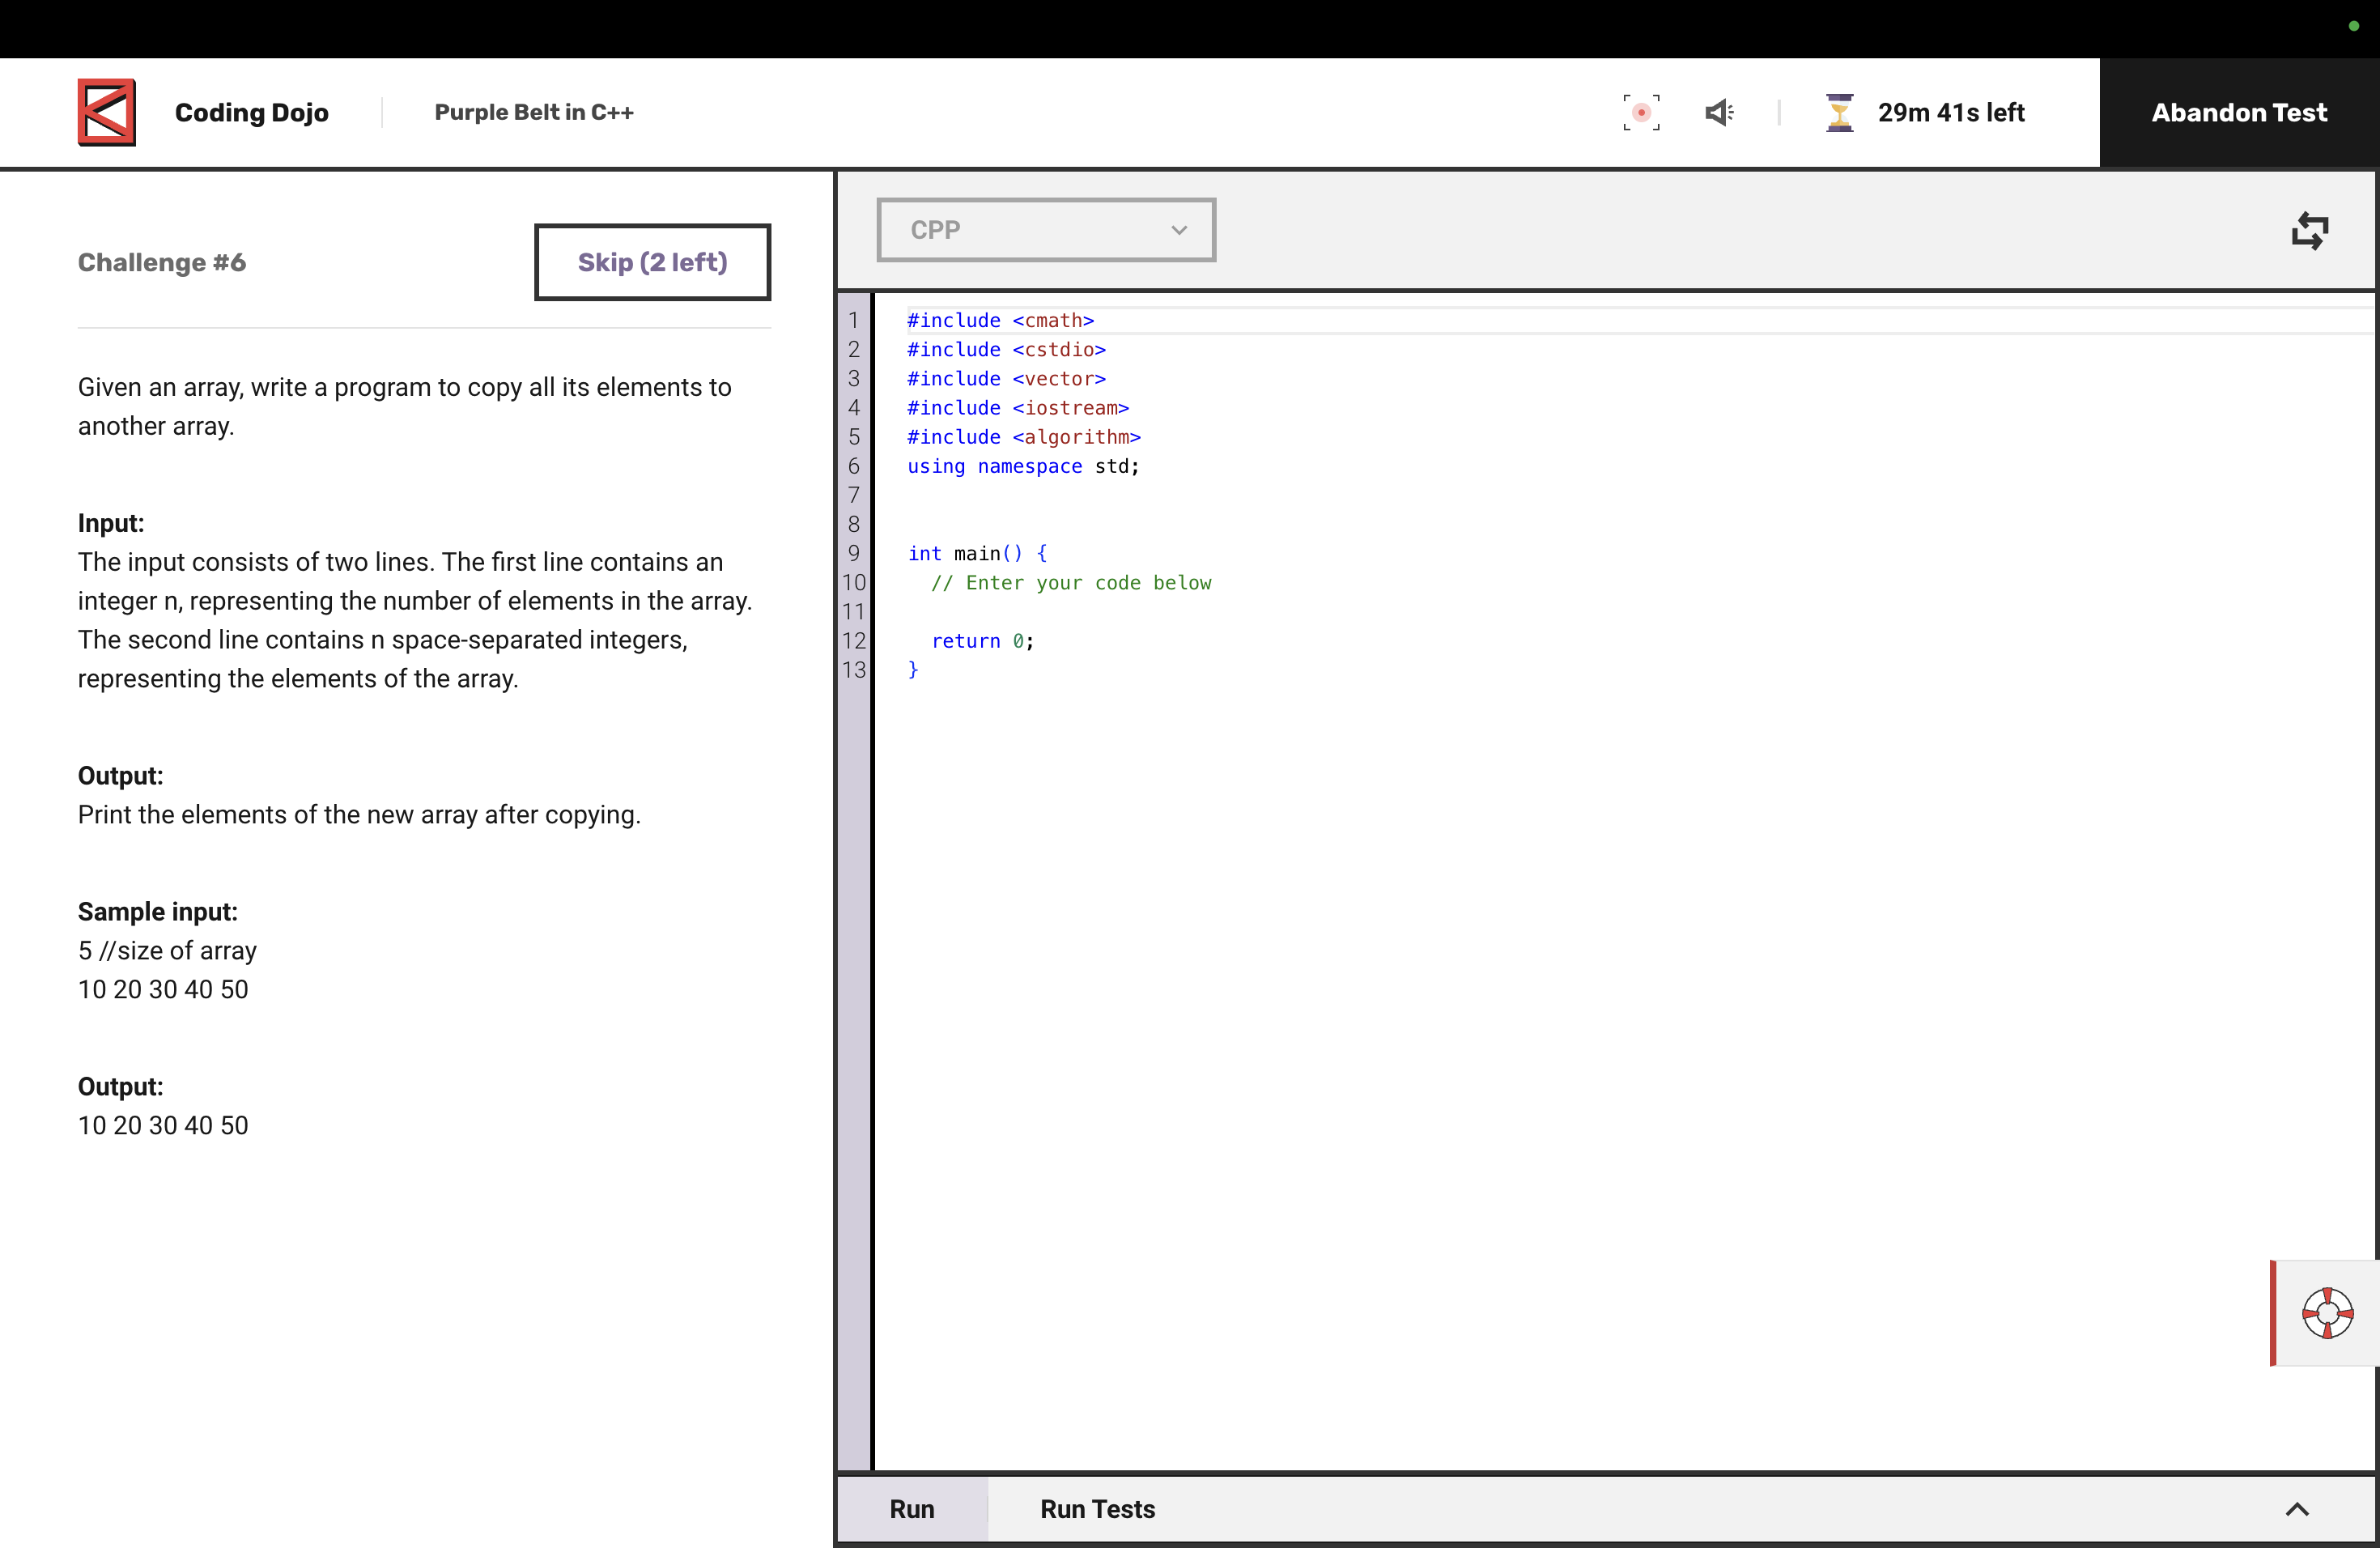 Coding Dojo
Purple Belt in C++
29m 41s left
Abandon Test
Challenge #6
Skip (2 left)
Given an array, write a program to copy all its elements to
another array.
Input:
The input consists of two lines. The first line contains an
integer n, representing the number of elements in the array.
The second line contains n space-separated integers,
representing the elements of the array.
Output:
Print the elements of the new array after copying.
Sample input:
5 //size of array
10 20 30 40 50
Output:
10 20 30 40 50
CPP
1 #include <cmath>
2 #include <cstdio>
3 #include <vector>
4 #include <iostream>
5 #include <algorithm>
6 using namespace std;
7
8
9 int main() {
10 // Enter your code below
11
12 return 0;
13 }
Run
Run Tests